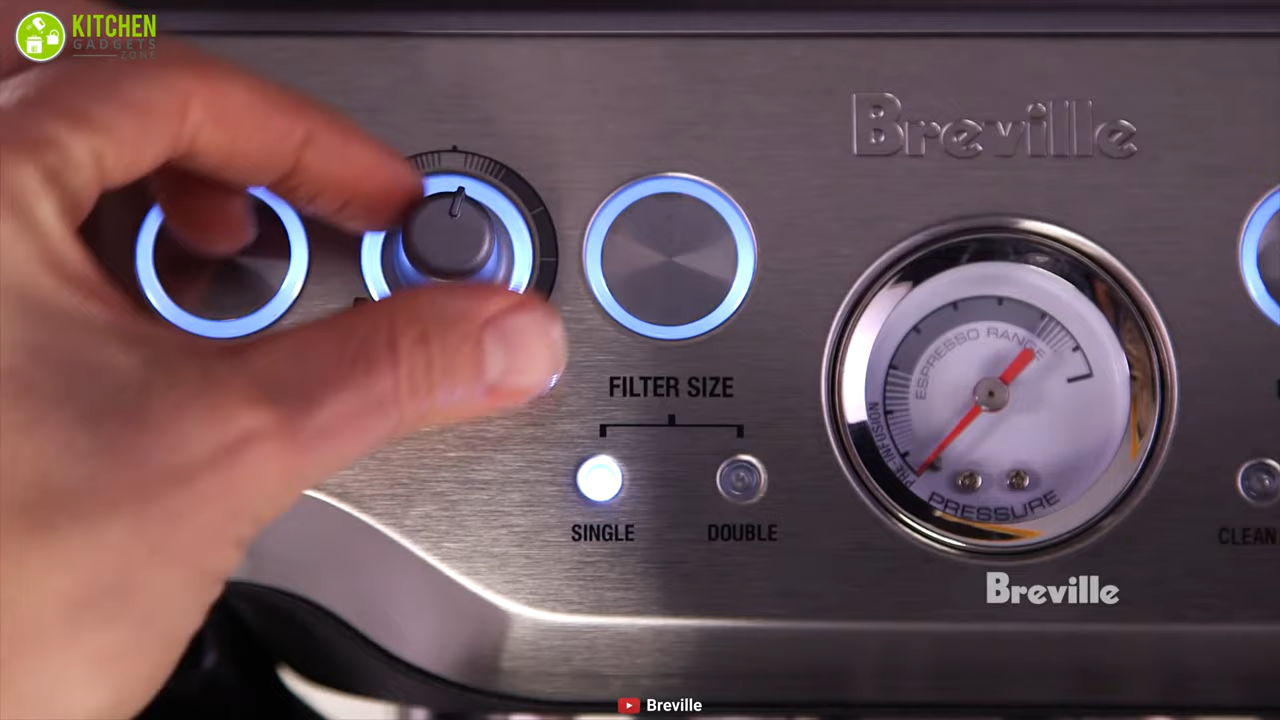 KITCHEN
GADGETS
ZONE
Breville
FILTER SIZE
SINGLE
DOUBLE
ESPRESSO RANGE
PRE-INFUSION
PRESSURE
CLEAN
Breville
Breville